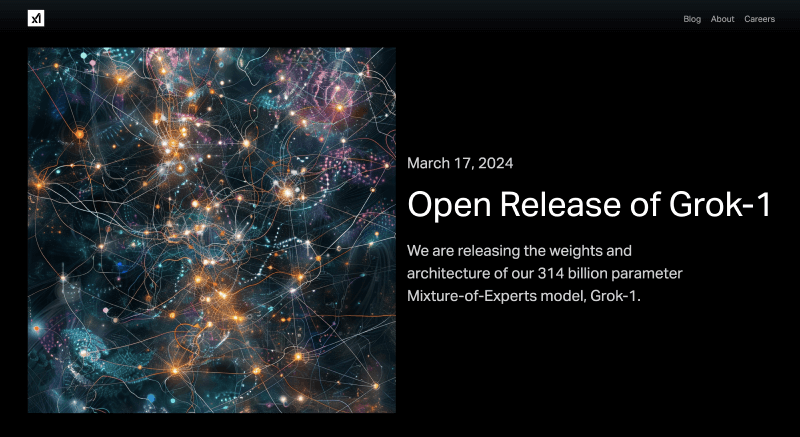 xI
Blog About Careers
March 17, 2024
Open Release of Grok-1
We are releasing the weights and
architecture of our 314 billion parameter
Mixture-of-Experts model, Grok-1.